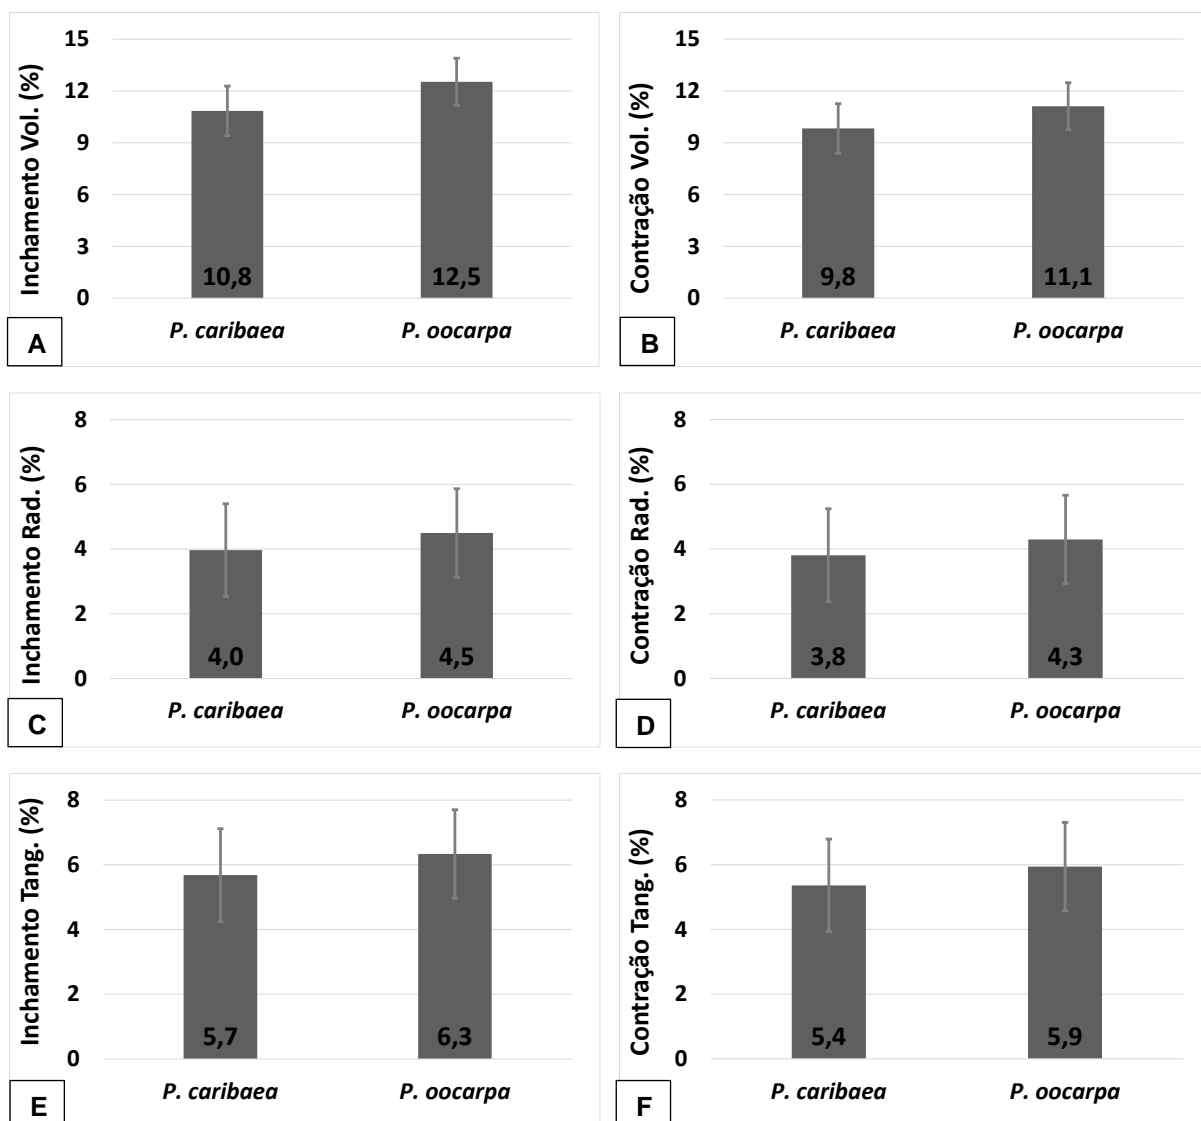 Inchamento Vol. (%)
15
12
9
6
3
0
10,8
12,5
P. caribaea
P. oocarpa
A
Contração Vol. (%)
15
12
9
6
3
0
9,8
11,1
P. caribaea
P. oocarpa
B
Inchamento Rad. (%)
8
6
4
2
0
4,0
4,5
P. caribaea
P. oocarpa
C
Contração Rad. (%)
8
6
4
2
0
3,8
4,3
P. caribaea
P. oocarpa
D
Inchamento Tang. (%)
8
6
4
2
0
5,7
6,3
P. caribaea
P. oocarpa
E
Contração Tang. (%)
8
6
4
2
0
5,4
5,9
P. caribaea
P. oocarpa
F